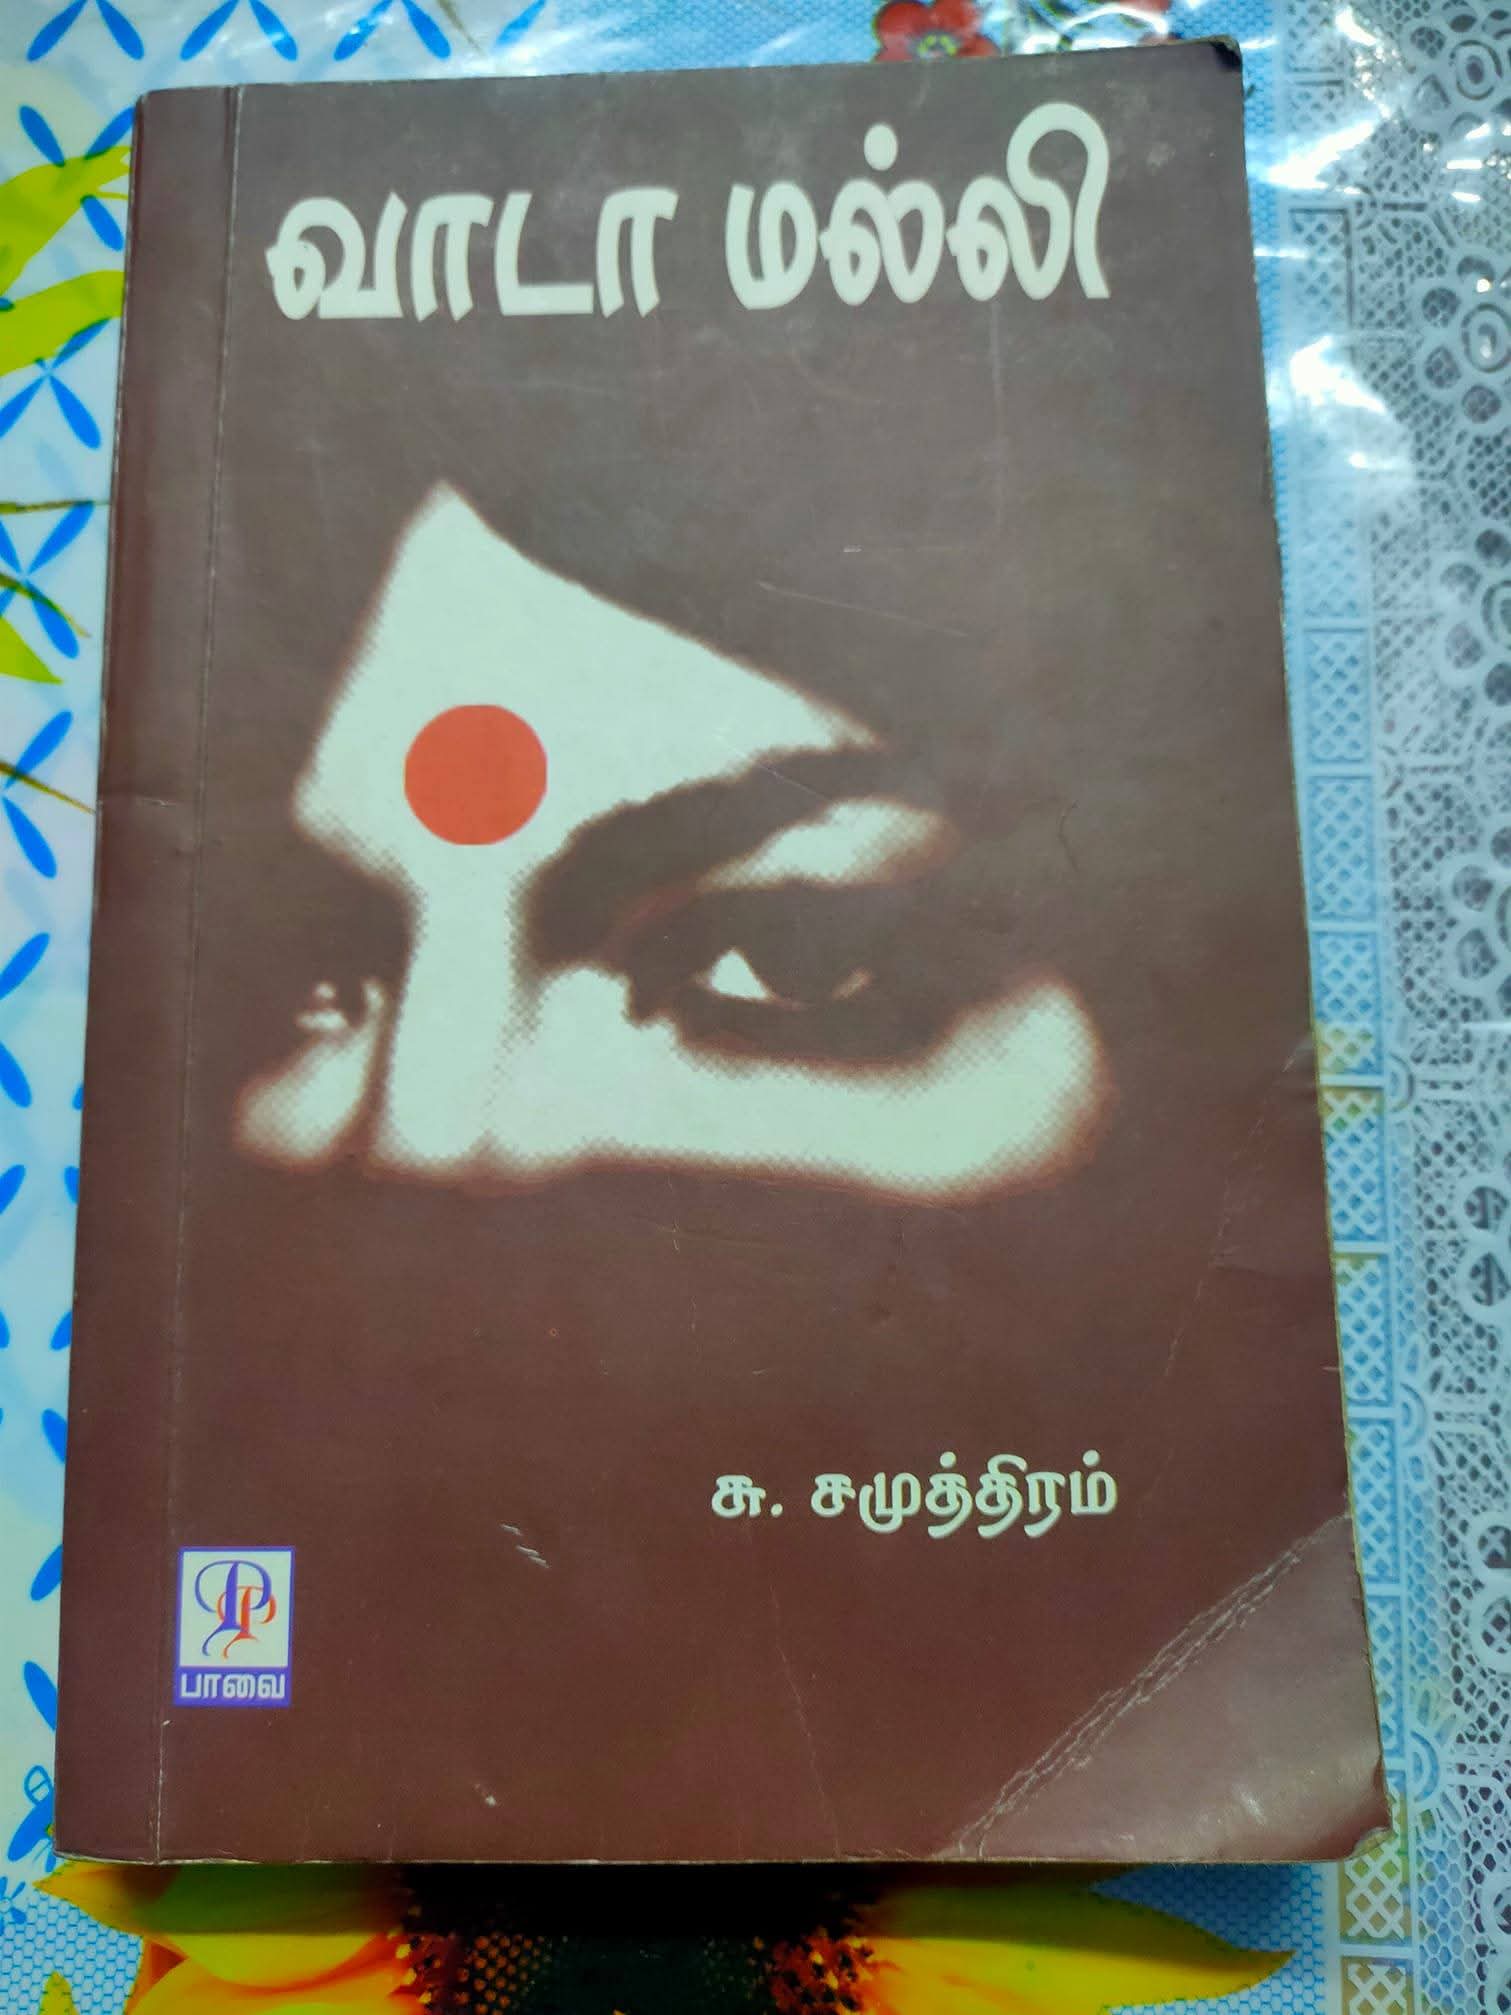 வாடா மல்லி
சு. சமுத்திரம்
பாவை